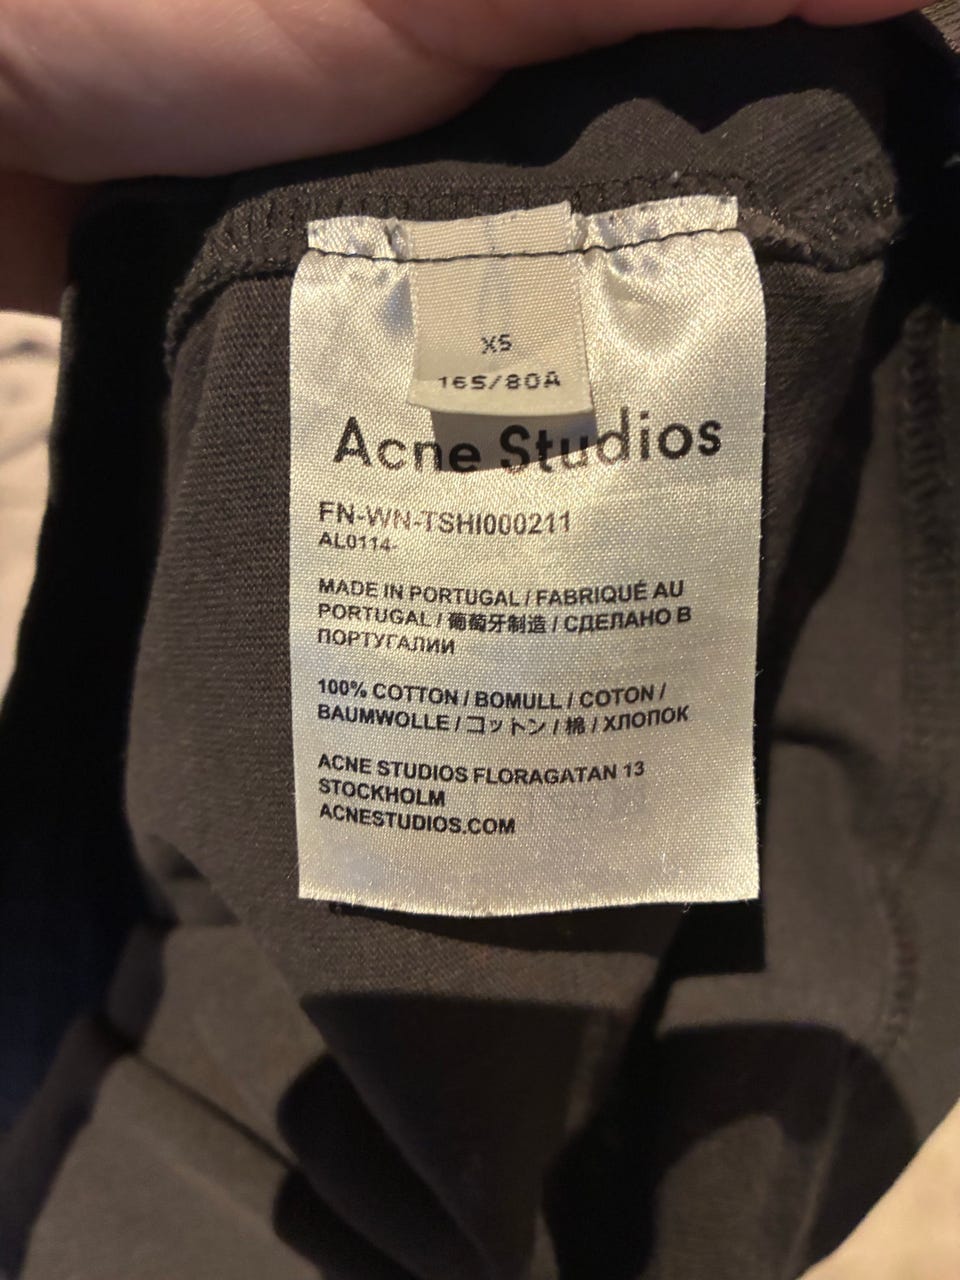 XS
165/80A
Acne Studios
FN-WN-TSHI000211
AL0114-
MADE IN PORTUGAL / FABRIQUÉ AU
PORTUGAL / 葡萄牙制造 / СДЕЛАНО В
ПОРТУГАЛИИ
100% COTTON / BOMULL / COTON /
BAUMWOLLE / コットン / 棉 / ХЛОПОК
ACNE STUDIOS FLORAGATAN 13
STOCKHOLM
ACNESTUDIOS.COM